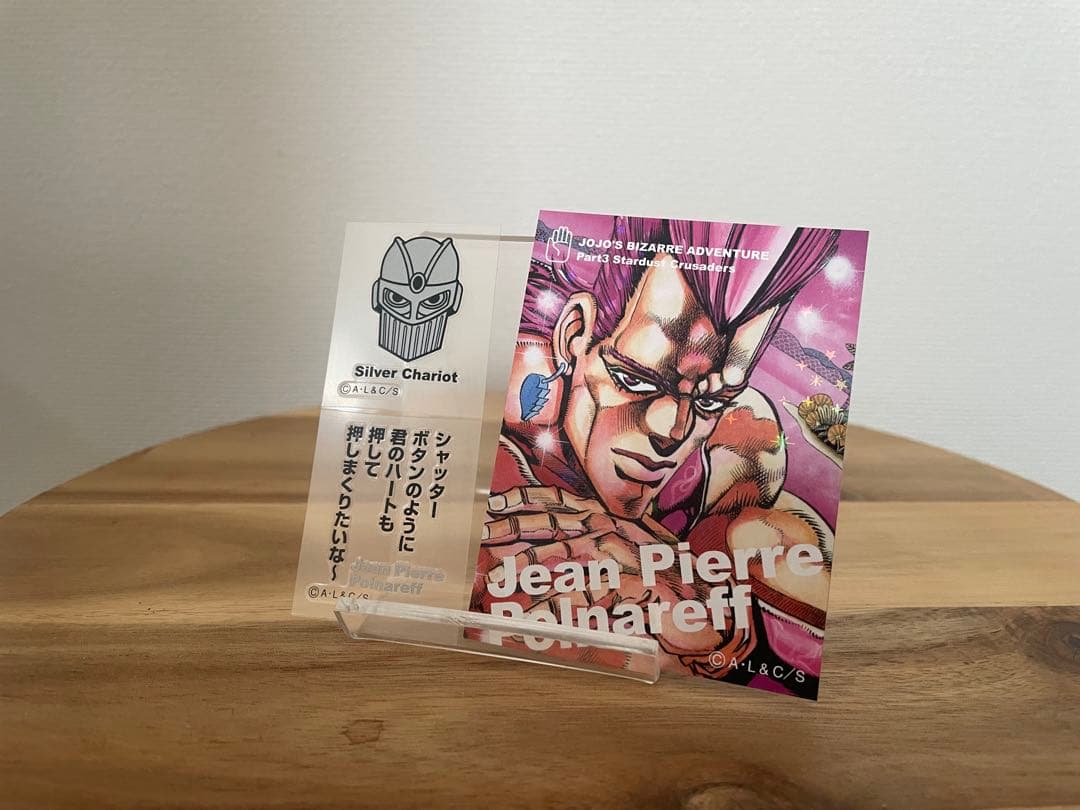 Silver Chariot
©A・L&C/S
シャッター
ボタンのように
君のハートも
押して
押しまくりたいな～
Jean Pierre
Polnareff
©A・L&C/S
JOJO'S BIZARRE ADVENTURE
Part3 Stardust Crusaders
Jean Pierre
Polnareff
©A・L&C/S